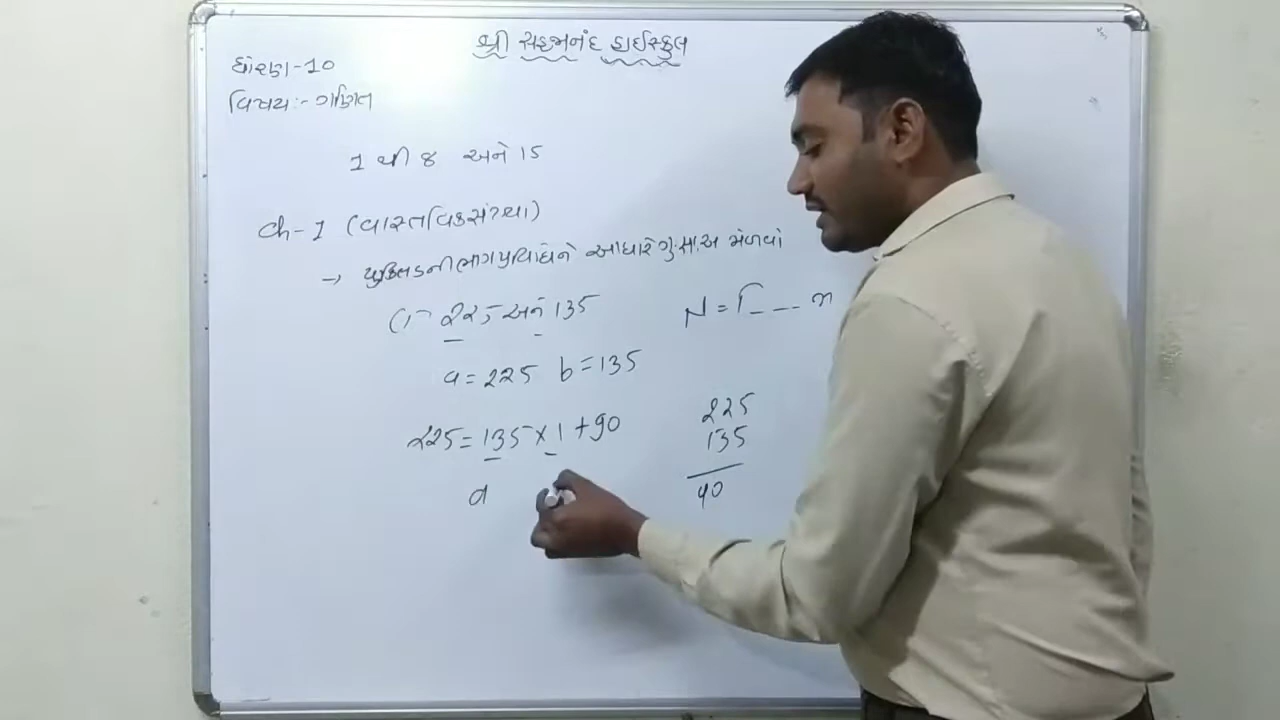 શ્રી સહજાનંદ હાઈસ્કુલ
ધોરણ-10
વિષય:- ગણિત
1 થી 8 અને 15
ch-1 (વાસ્તવિક સંખ્યા)
→ યુક્લિડની ભાગપ્રવિધિને આધારે ગુ.સા.અ મેળવો
(1) 225 અને 135
a = 225 b = 135
225 = 135 × 1 + 90
d
225
135
90